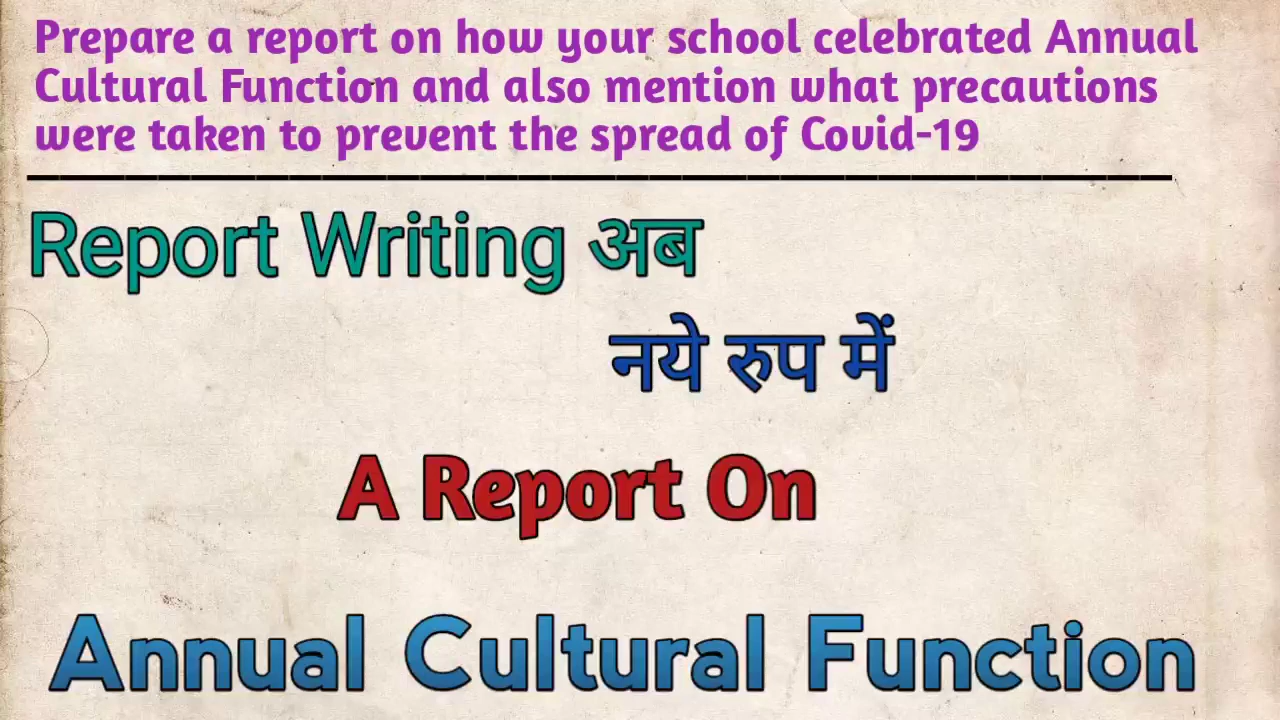 Prepare a report on how your school celebrated Annual
Cultural Function and also mention what precautions
were taken to prevent the spread of Covid-19
Report Writing अब
नये रुप में
A Report On
Annual Cultural Function